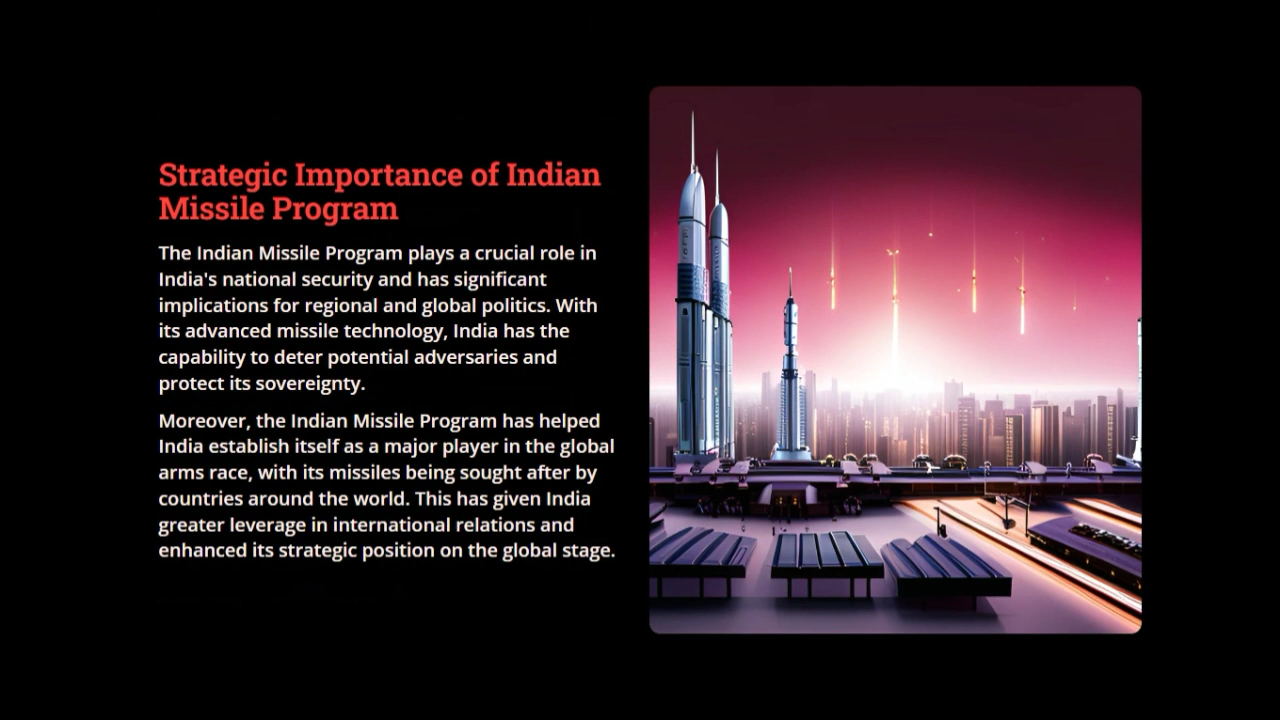 Strategic Importance of Indian
Missile Program
The Indian Missile Program plays a crucial role in
India's national security and has significant
implications for regional and global politics. With
its advanced missile technology, India has the
capability to deter potential adversaries and
protect its sovereignty.
Moreover, the Indian Missile Program has helped
India establish itself as a major player in the global
arms race, with its missiles being sought after by
countries around the world. This has given India
greater leverage in international relations and
enhanced its strategic position on the global stage.